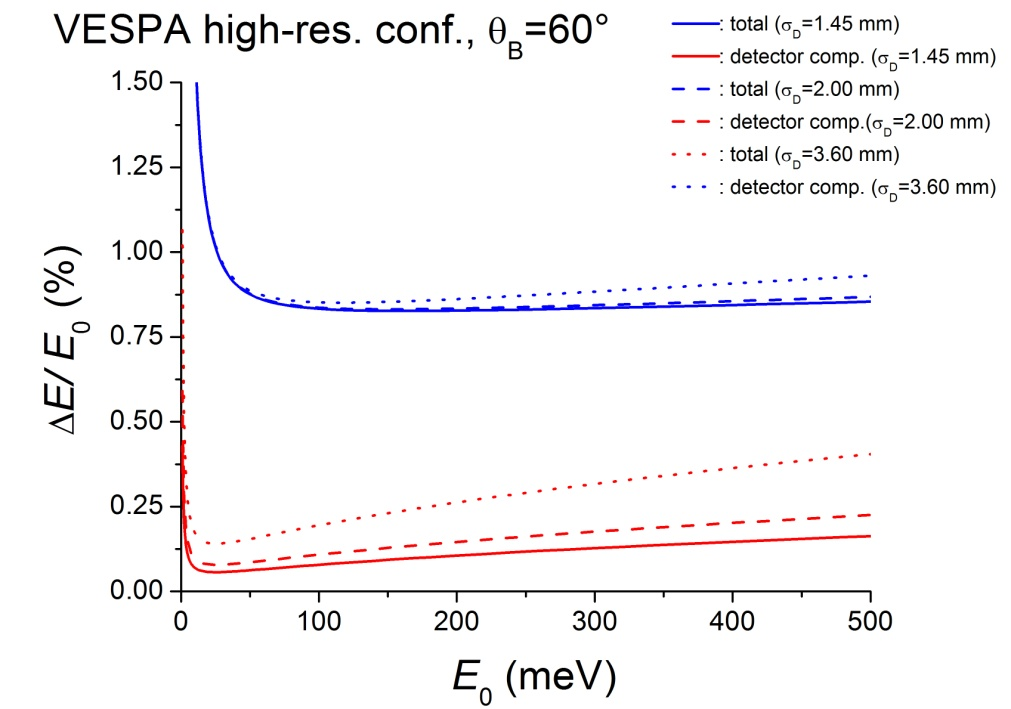 VESPA high-res. conf., θB=60°
: total (σD=1.45 mm)
: detector comp. (σD=1.45 mm)
: total (σD=2.00 mm)
: detector comp.(σD=2.00 mm)
: total (σD=3.60 mm)
: detector comp. (σD=3.60 mm)
1.50
1.25
1.00
0.75
0.50
0.25
0.00
ΔE/ E0 (%)
0 100 200 300 400 500
E0 (meV)